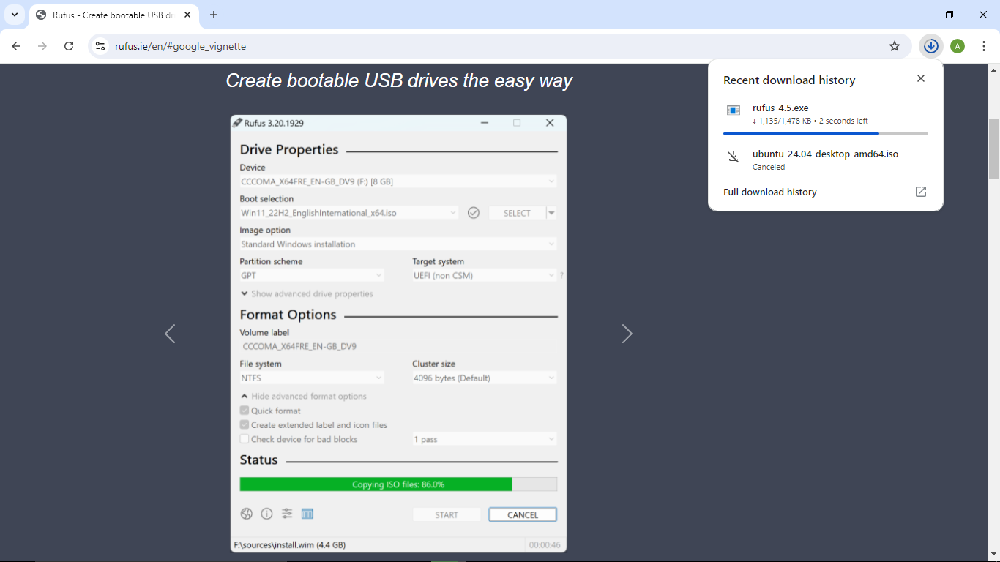 Rufus - Create bootable USB dr
rufus.ie/en/#google_vignette
A
Create bootable USB drives the easy way
Recent download history
rufus-4.5.exe
↓ 1,135/1,478 KB • 2 seconds left
ubuntu-24.04-desktop-amd64.iso
Canceled
Full download history
Rufus 3.20.1929
Drive Properties
Device
CCCOMA_X64FRE_EN-GB_DV9 (F:) [8 GB]
Boot selection
Win11_22H2_EnglishInternational_x64.iso
SELECT
Image option
Standard Windows installation
Partition scheme
Target system
GPT
UEFI (non CSM)
?
Show advanced drive properties
Format Options
Volume label
CCCOMA_X64FRE_EN-GB_DV9
File system
Cluster size
NTFS
4096 bytes (Default)
Hide advanced format options
Quick format
Create extended label and icon files
Check device for bad blocks
1 pass
Status
Copying ISO files: 86.0%
START
CANCEL
F:\sources\install.wim (4.4 GB)
00:00:46